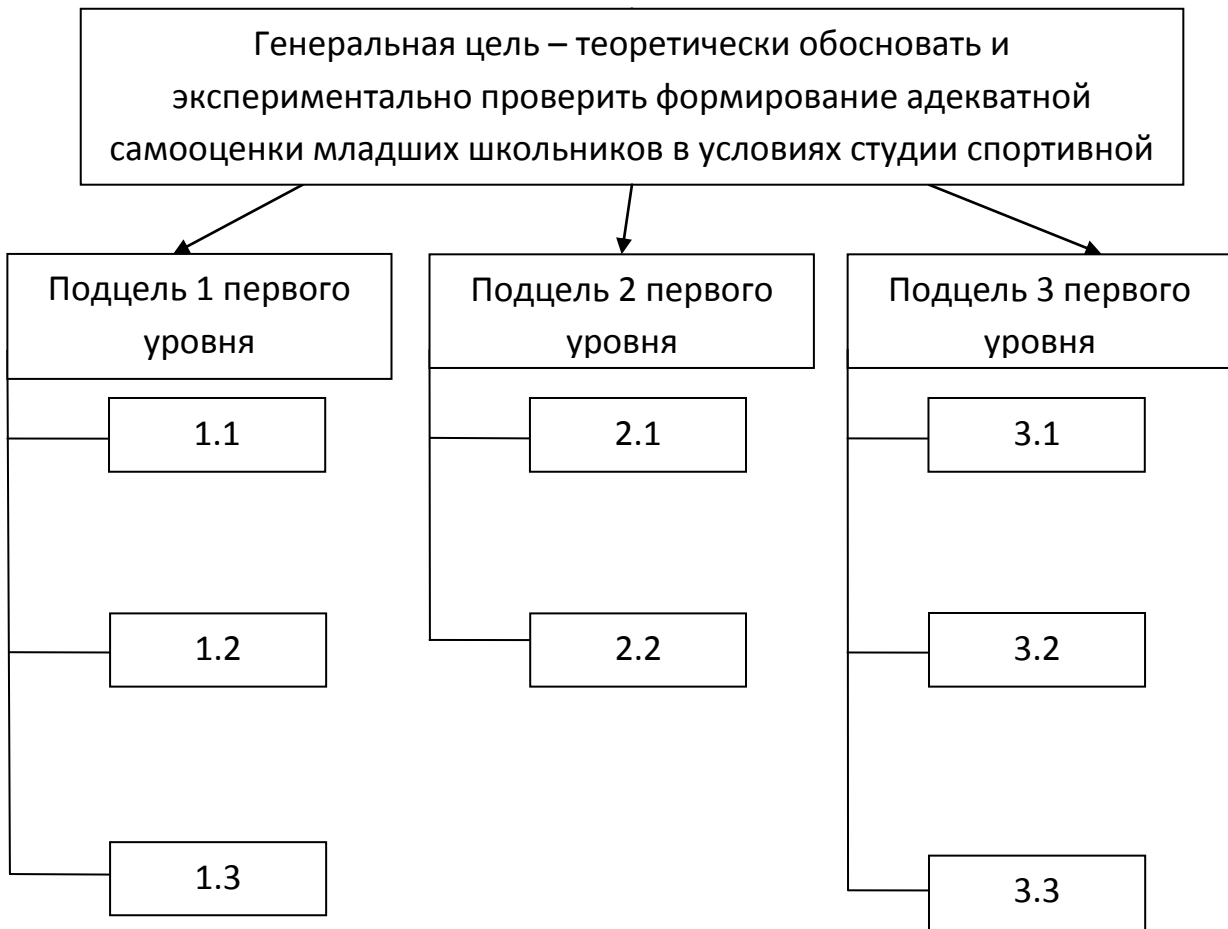 Генеральная цель – теоретически обосновать и
экспериментально проверить формирование адекватной
самооценки младших школьников в условиях студии спортивной
Подцель 1 первого
уровня
Подцель 2 первого
уровня
Подцель 3 первого
уровня
1.1
2.1
3.1
1.2
2.2
3.2
1.3
3.3